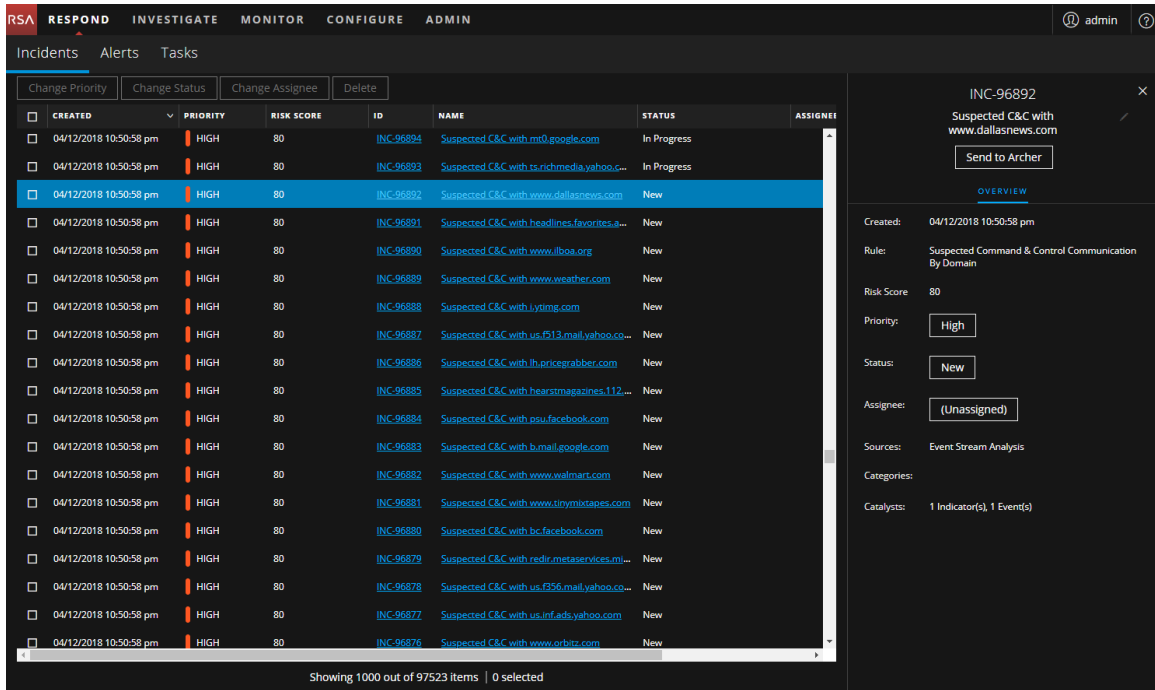 RSA RESPOND INVESTIGATE MONITOR CONFIGURE ADMIN admin ?
Incidents Alerts Tasks
Change Priority Change Status Change Assignee Delete
CREATED PRIORITY RISK SCORE ID NAME STATUS ASSIGNEE
04/12/2018 10:50:58 pm HIGH 80 INC-96894 Suspected C&C with mt0.google.com In Progress
04/12/2018 10:50:58 pm HIGH 80 INC-96893 Suspected C&C with ts.richmedia.yahoo.c... In Progress
04/12/2018 10:50:58 pm HIGH 80 INC-96892 Suspected C&C with www.dallasnews.com New
04/12/2018 10:50:58 pm HIGH 80 INC-96891 Suspected C&C with headlines.favorites.a... New
04/12/2018 10:50:58 pm HIGH 80 INC-96890 Suspected C&C with www.ilboa.org New
04/12/2018 10:50:58 pm HIGH 80 INC-96889 Suspected C&C with www.weather.com New
04/12/2018 10:50:58 pm HIGH 80 INC-96888 Suspected C&C with i.ytimg.com New
04/12/2018 10:50:58 pm HIGH 80 INC-96887 Suspected C&C with us.f513.mail.yahoo.co... New
04/12/2018 10:50:58 pm HIGH 80 INC-96886 Suspected C&C with lh.pricegrabber.com New
04/12/2018 10:50:58 pm HIGH 80 INC-96885 Suspected C&C with hearstmagazines.112.... New
04/12/2018 10:50:58 pm HIGH 80 INC-96884 Suspected C&C with psu.facebook.com New
04/12/2018 10:50:58 pm HIGH 80 INC-96883 Suspected C&C with b.mail.google.com New
04/12/2018 10:50:58 pm HIGH 80 INC-96882 Suspected C&C with www.walmart.com New
04/12/2018 10:50:58 pm HIGH 80 INC-96881 Suspected C&C with www.tinymixtapes.com New
04/12/2018 10:50:58 pm HIGH 80 INC-96880 Suspected C&C with bc.facebook.com New
04/12/2018 10:50:58 pm HIGH 80 INC-96879 Suspected C&C with redir.metaservices.mi... New
04/12/2018 10:50:58 pm HIGH 80 INC-96878 Suspected C&C with us.f356.mail.yahoo.co... New
04/12/2018 10:50:58 pm HIGH 80 INC-96877 Suspected C&C with us.inf.ads.yahoo.com New
04/12/2018 10:50:58 pm HIGH 80 INC-96876 Suspected C&C with www.orbitz.com New
Showing 1000 out of 97523 items | 0 selected
INC-96892
Suspected C&C with
www.dallasnews.com
Send to Archer
OVERVIEW
Created: 04/12/2018 10:50:58 pm
Rule: Suspected Command & Control Communication
By Domain
Risk Score 80
Priority: High
Status: New
Assignee: (Unassigned)
Sources: Event Stream Analysis
Categories:
Catalysts: 1 Indicator(s), 1 Event(s)